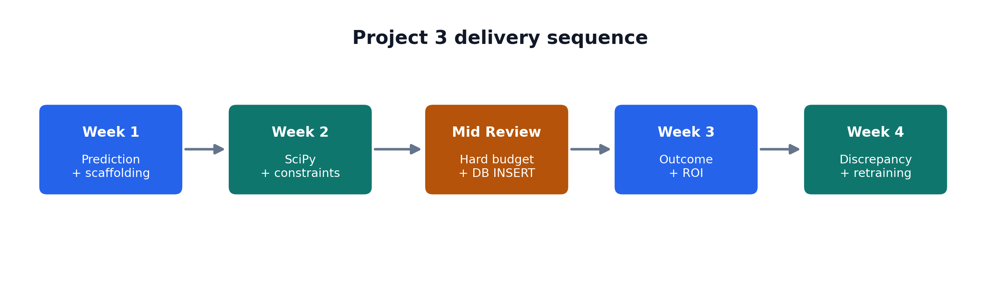 Project 3 delivery sequence
Week 1
Prediction
+ scaffolding
Week 2
SciPy
+ constraints
Mid Review
Hard budget
+ DB INSERT
Week 3
Outcome
+ ROI
Week 4
Discrepancy
+ retraining